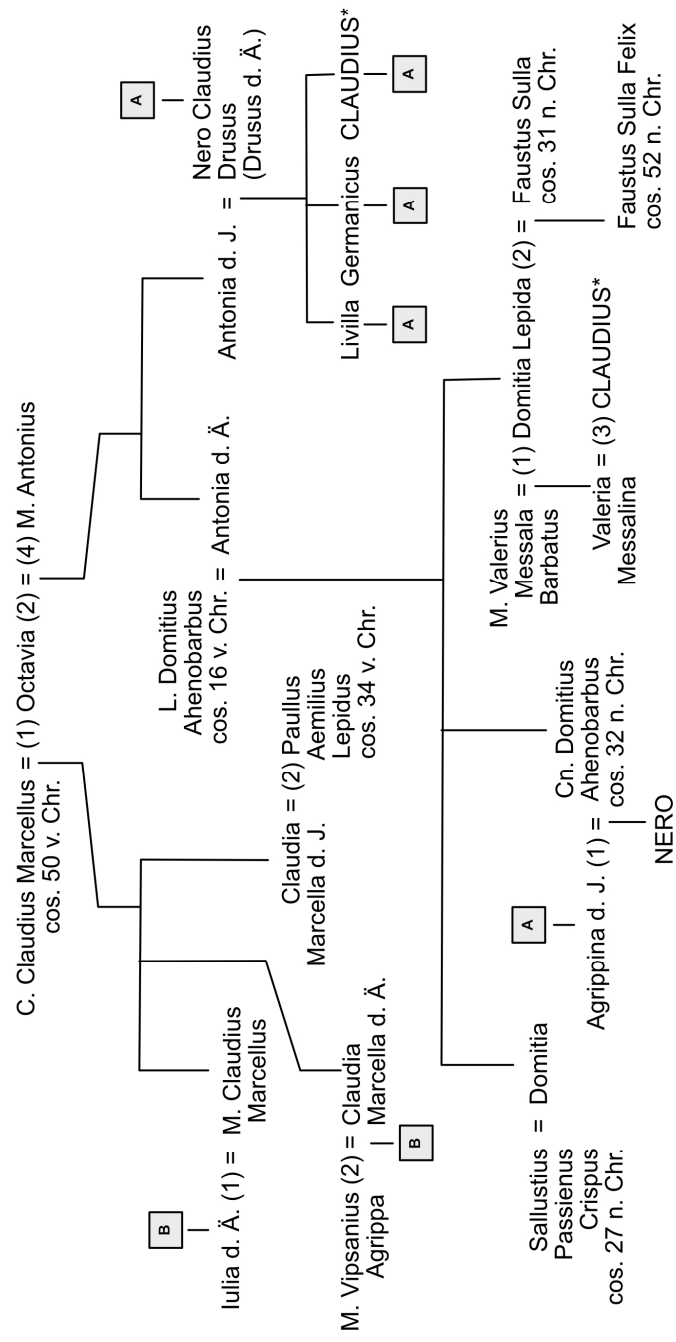 C. Claudius Marcellus = (1) Octavia (2) = (4) M. Antonius
cos. 50 v. Chr.
B
Iulia d. Ä. (1) = M. Claudius
Marcellus
M. Vipsanius (2) = Claudia
Agrippa Marcella d. Ä.
B
Claudia = (2) Paullus
Marcella d. J. Aemilius
Lepidus
cos. 34 v. Chr.
L. Domitius
Ahenobarbus = Antonia d. Ä.
cos. 16 v. Chr.
A
Antonia d. J. = Nero Claudius
Drusus
(Drusus d. Ä.)
Livilla Germanicus CLAUDIUS*
A A A
Sallustius = Domitia
Passienus
Crispus
cos. 27 n. Chr.
A
Cn. Domitius
Agrippina d. J. (1) = Ahenobarbus
cos. 32 n. Chr.
NERO
M. Valerius = (1) Domitia Lepida (2) = Faustus Sulla
Messala cos. 31 n. Chr.
Barbatus
Valeria = (3) CLAUDIUS*
Messalina
Faustus Sulla Felix
cos. 52 n. Chr.